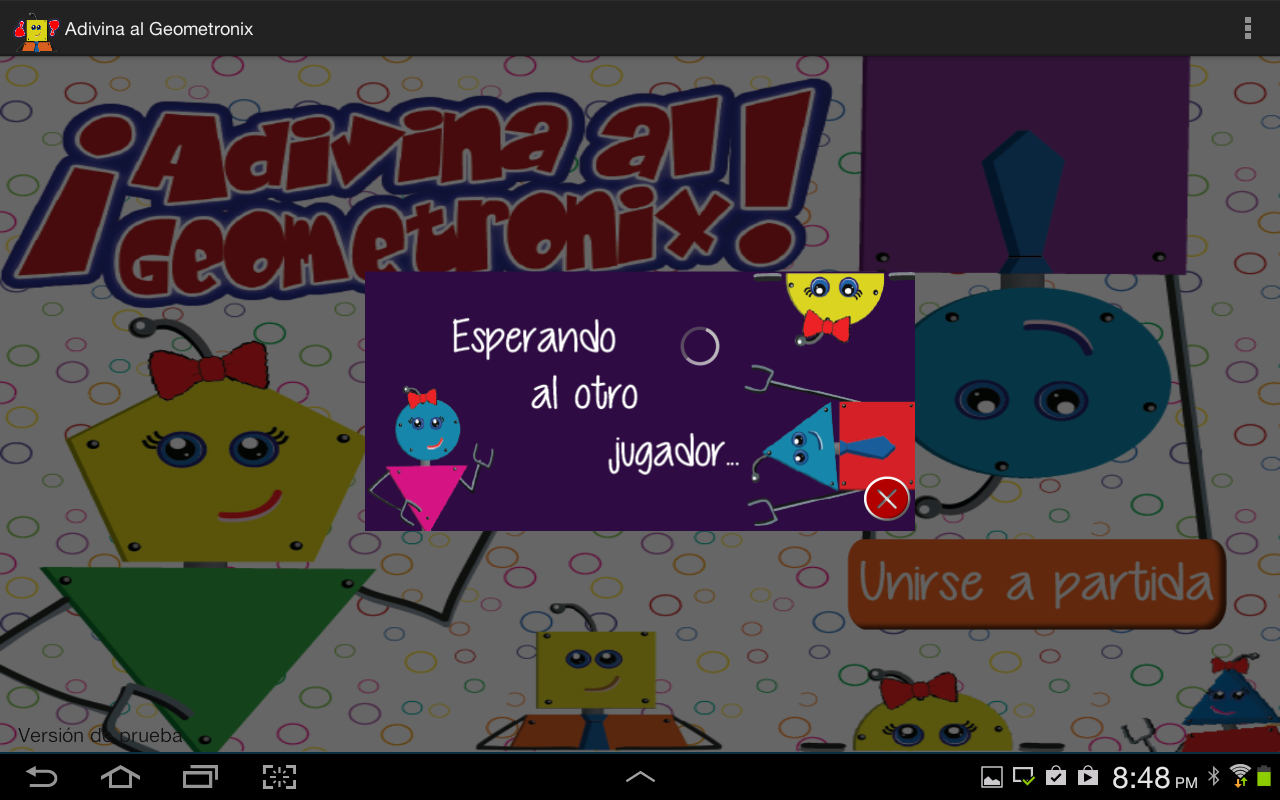 Adivina al Geometronix
¡Adivina al
Geometronix!
Esperando
al otro
jugador...
Unirse a partida
Versión de prueba
8:48 PM